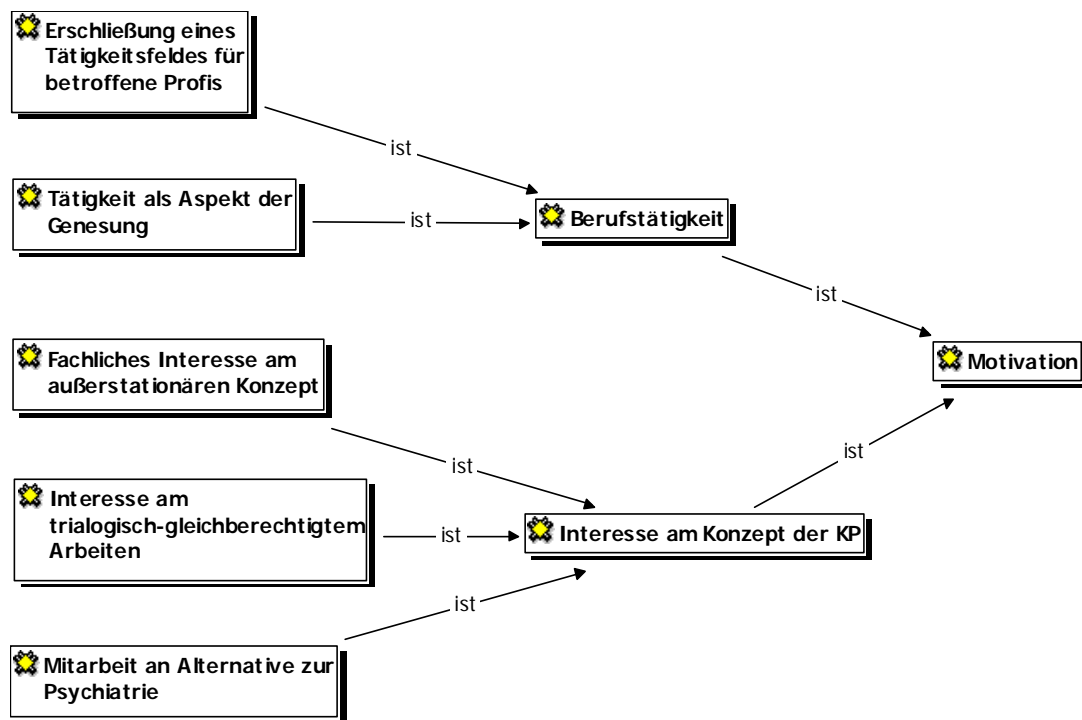 Erschließung eines
Tätigkeitsfeldes für
betroffene Profis
ist
Tätigkeit als Aspekt der
Genesung
ist
Berufstätigkeit
ist
Fachliches Interesse am
außerstationären Konzept
Motivation
ist
ist
Interesse am
trialogisch-gleichberechtigtem
Arbeiten
ist
Interesse am Konzept der KP
ist
Mitarbeit an Alternative zur
Psychiatrie